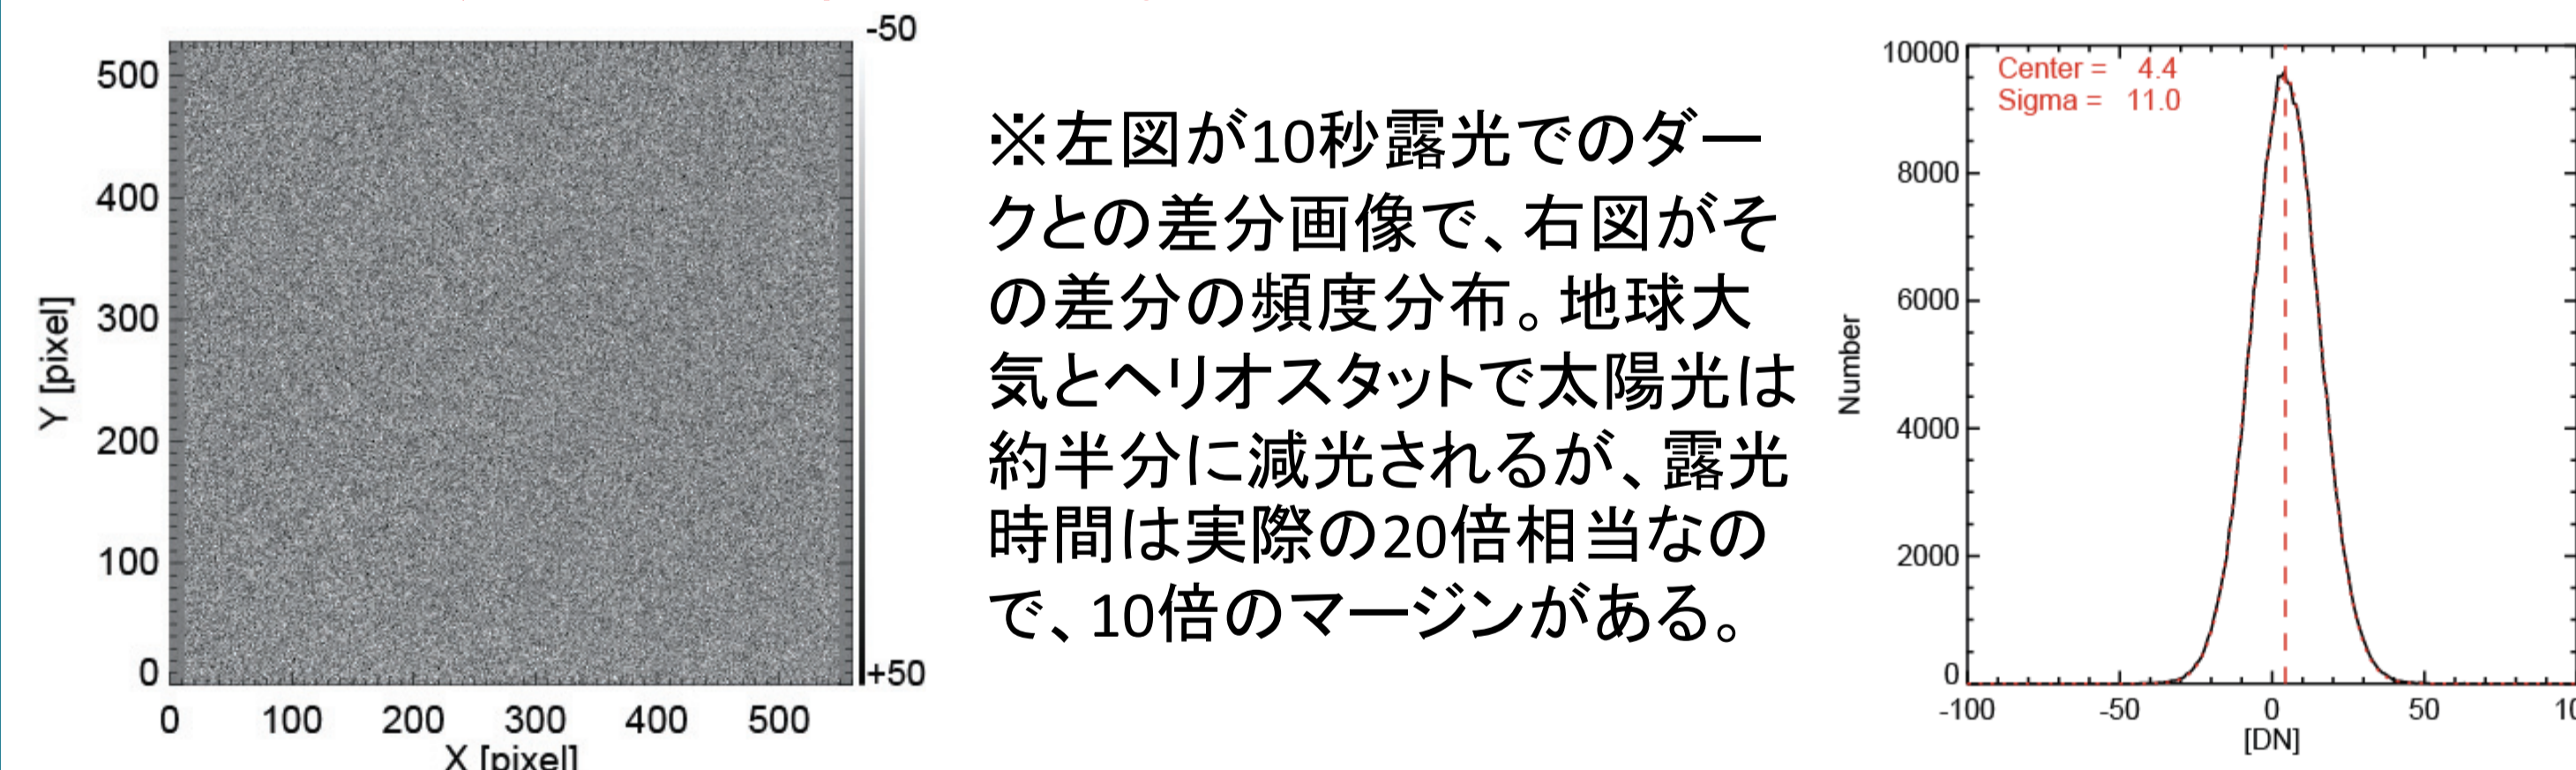 -50
500
400
300
200
100
0
Y [pixel]
+50
0 100 200 300 400 500
X [pixel]
※左図が10秒露光でのダー
クとの差分画像で、右図がそ
の差分の頻度分布。地球大
気とヘリオスタットで太陽光は
約半分に減光されるが、露光
時間は実際の20倍相当なの
で、10倍のマージンがある。
Center = 4.4
Sigma = 11.0
10000
8000
6000
4000
2000
0
Number
-100 -50 0 50
[DN]